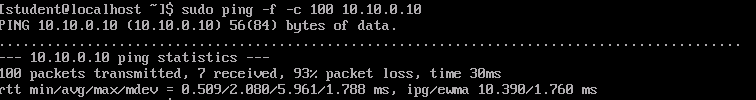 [student@localhost ~]$ sudo ping -f -c 100 10.10.0.10
PING 10.10.0.10 (10.10.0.10) 56(84) bytes of data.
.............................................................................................
--- 10.10.0.10 ping statistics ---
100 packets transmitted, 7 received, 93% packet loss, time 30ms
rtt min/avg/max/mdev = 0.509/2.080/5.961/1.788 ms, ipg/ewma 10.390/1.760 ms